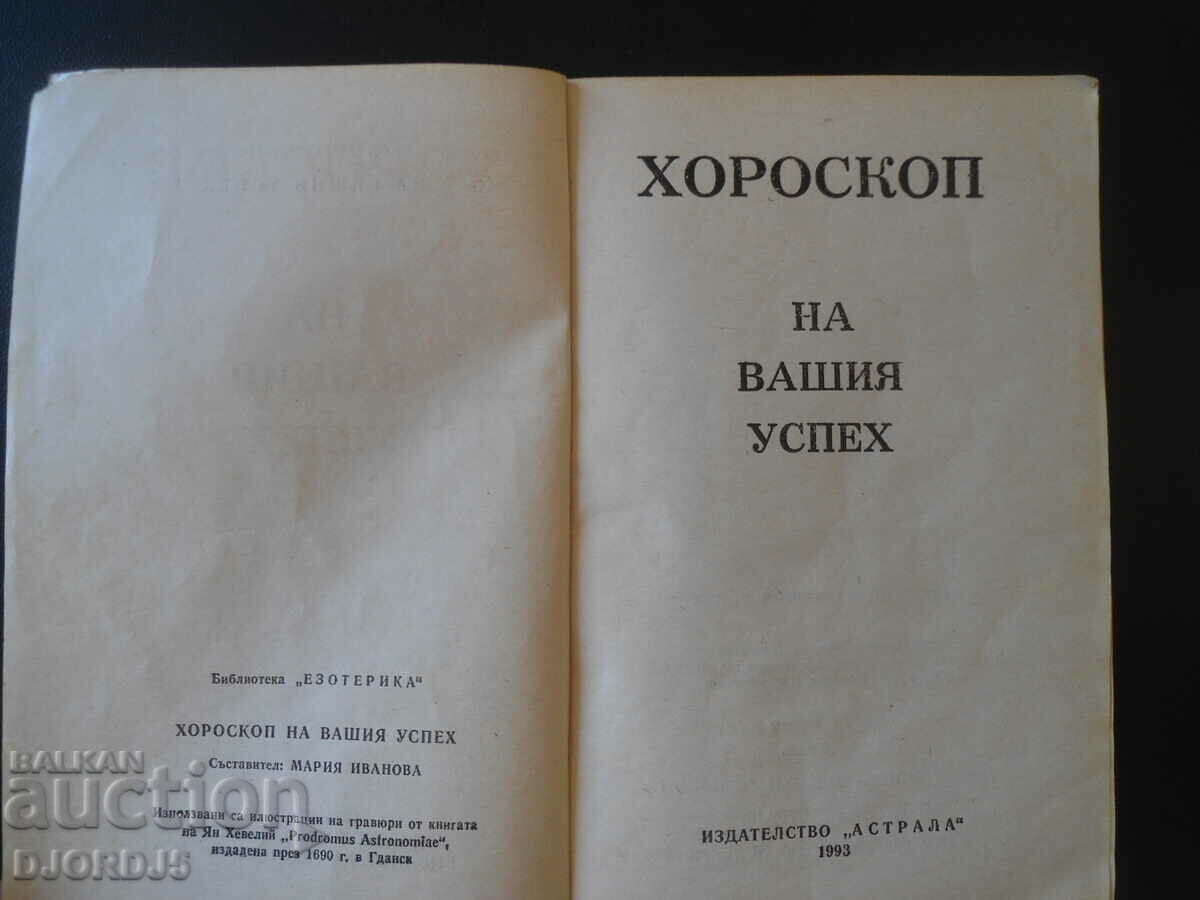 Библиотека „ЕЗОТЕРИКА“
ХОРОСКОП НА ВАШИЯ УСПЕХ
Съставител: МАРИЯ ИВАНОВА
Използвани са илюстрации на гравюри от книгата
на Ян Хевелий „Prodromus Astronomiae“,
издадена през 1690 г. в Гданск
BALKAN
auction
DJORDJ5
ХОРОСКОП
НА
ВАШИЯ
УСПЕХ
ИЗДАТЕЛСТВО „АСТРАЛА“
1993